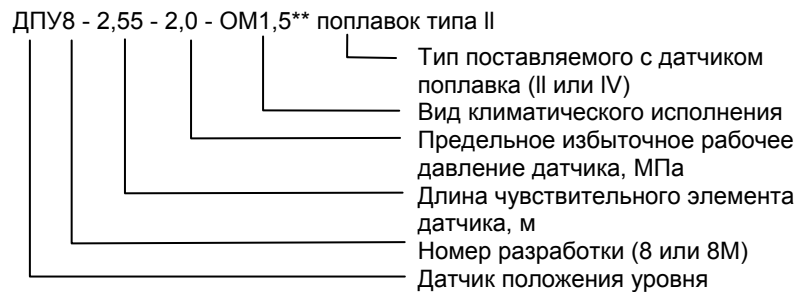 ДПУ8 - 2,55 - 2,0 - ОМ1,5** поплавок типа II
Тип поставляемого с датчиком
поплавка (II или IV)
Вид климатического исполнения
Предельное избыточное рабочее
давление датчика, МПа
Длина чувствительного элемента
датчика, м
Номер разработки (8 или 8М)
Датчик положения уровня